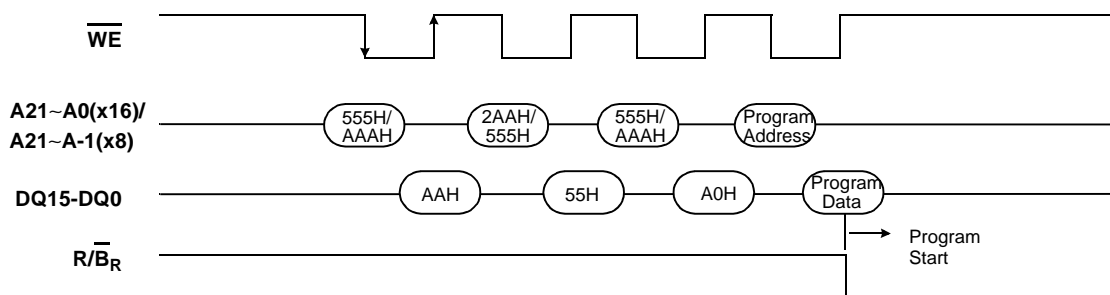 WE
A21~A0(x16)/
A21~A-1(x8)
555H/
AAAH
2AAH/
555H
555H/
AAAH
Program
Address
DQ15-DQ0
AAH
55H
A0H
Program
Data
R/BR
Program
Start